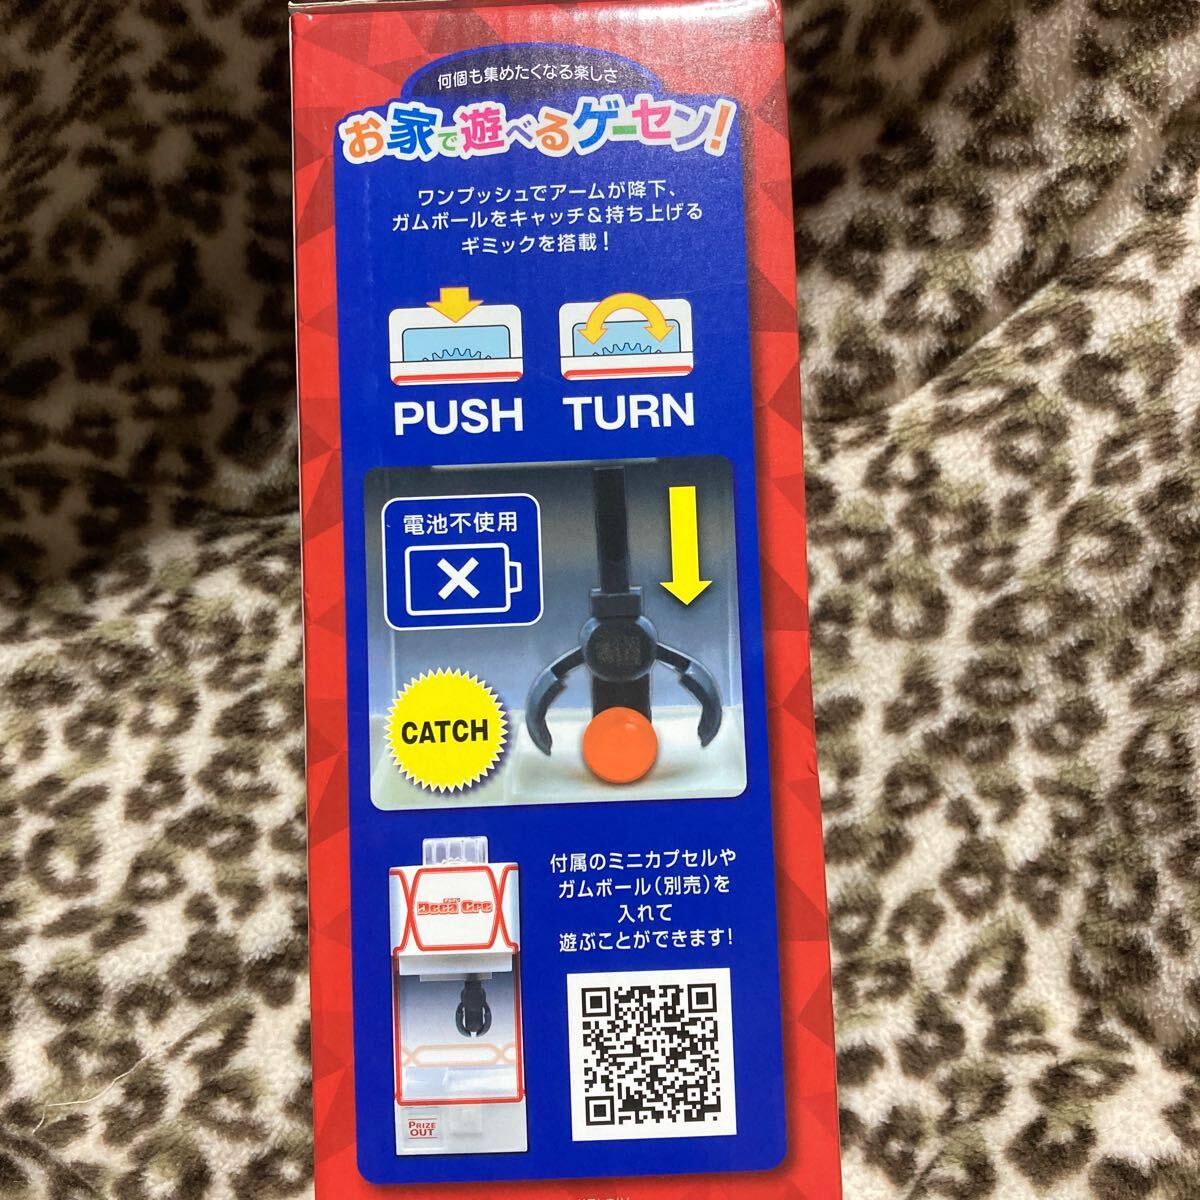 何個も集めたくなる楽しさ
お家で遊べるゲーセン!
ワンプッシュでアームが降下、
ガムボールをキャッチ&持ち上げる
ギミックを搭載!
PUSH TURN
電池不使用
CATCH
付属のミニカプセルや
ガムボール(別売)を
入れて
遊ぶことができます!
Deca Cre
PRIZE
OUT